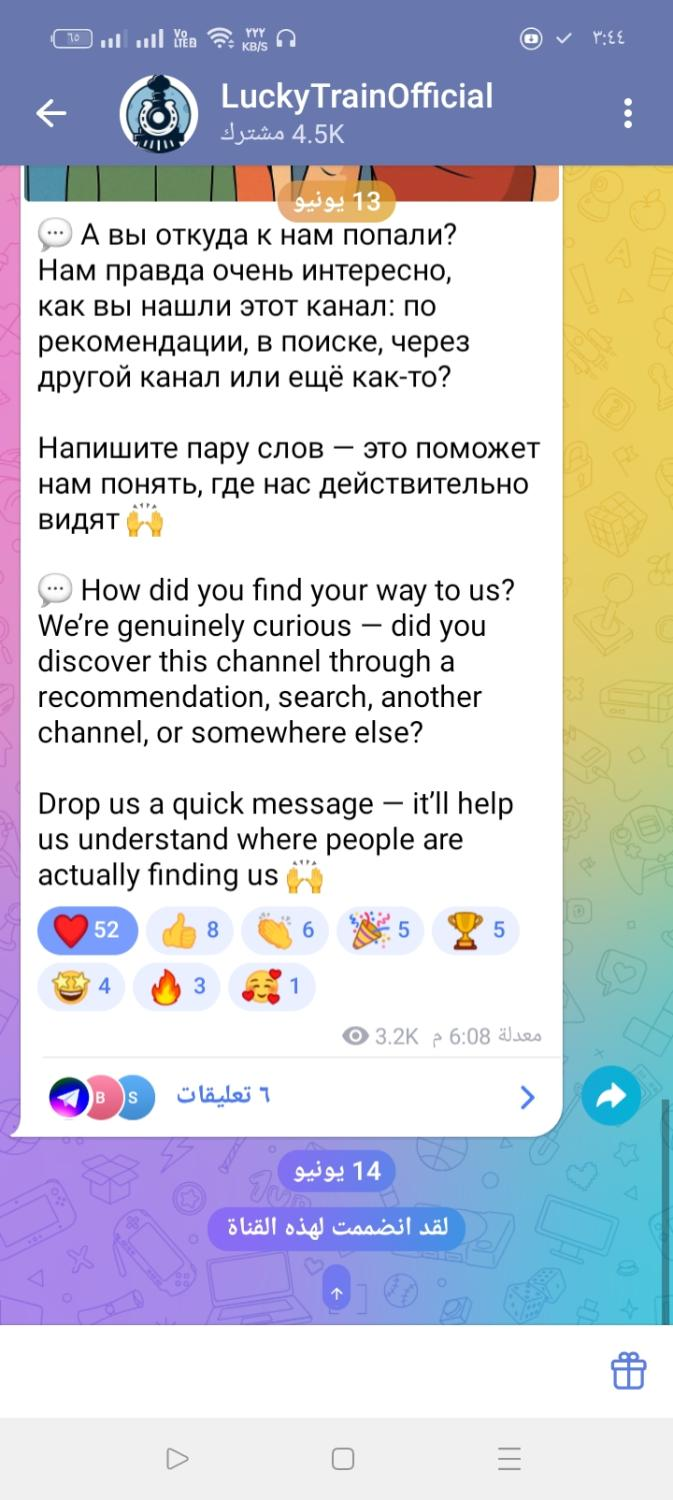 ٦٥ Vo LTE 2 ٢٢٢ KB/S ٣:٤٤
LuckyTrainOfficial
4.5K مشترك
13 يونيو
💬 А вы откуда к нам попали?
Нам правда очень интересно,
как вы нашли этот канал: по
рекомендации, в поиске, через
другой канал или ещё как-то?
Напишите пару слов — это поможет
нам понять, где нас действительно
видят 🙌
💬 How did you find your way to us?
We’re genuinely curious — did you
discover this channel through a
recommendation, search, another
channel, or somewhere else?
Drop us a quick message — it’ll help
us understand where people are
actually finding us 🙌
❤️ 52 👍 8 👏 6 🎉 5 🏆 5
🤩 4 🔥 3 🥰 1
3.2K معدلة 6:08 م
B S ٦ تعليقات
14 يونيو
لقد انضممت لهذه القناة